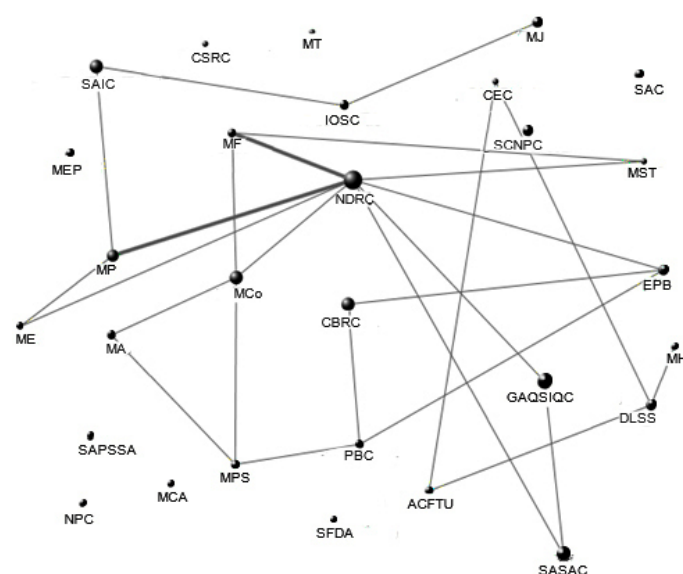 MT
MJ
CSRC
SAIC
CEC
SAC
IOSC
MF
SCNPC
MEP
MST
NDRC
MP
MCo
EPB
CBRC
ME
MA
MH
GAQSIQC
DLSS
SAPSSA
PBC
MPS
MCA
ACFTU
NPC
SFDA
SASAC